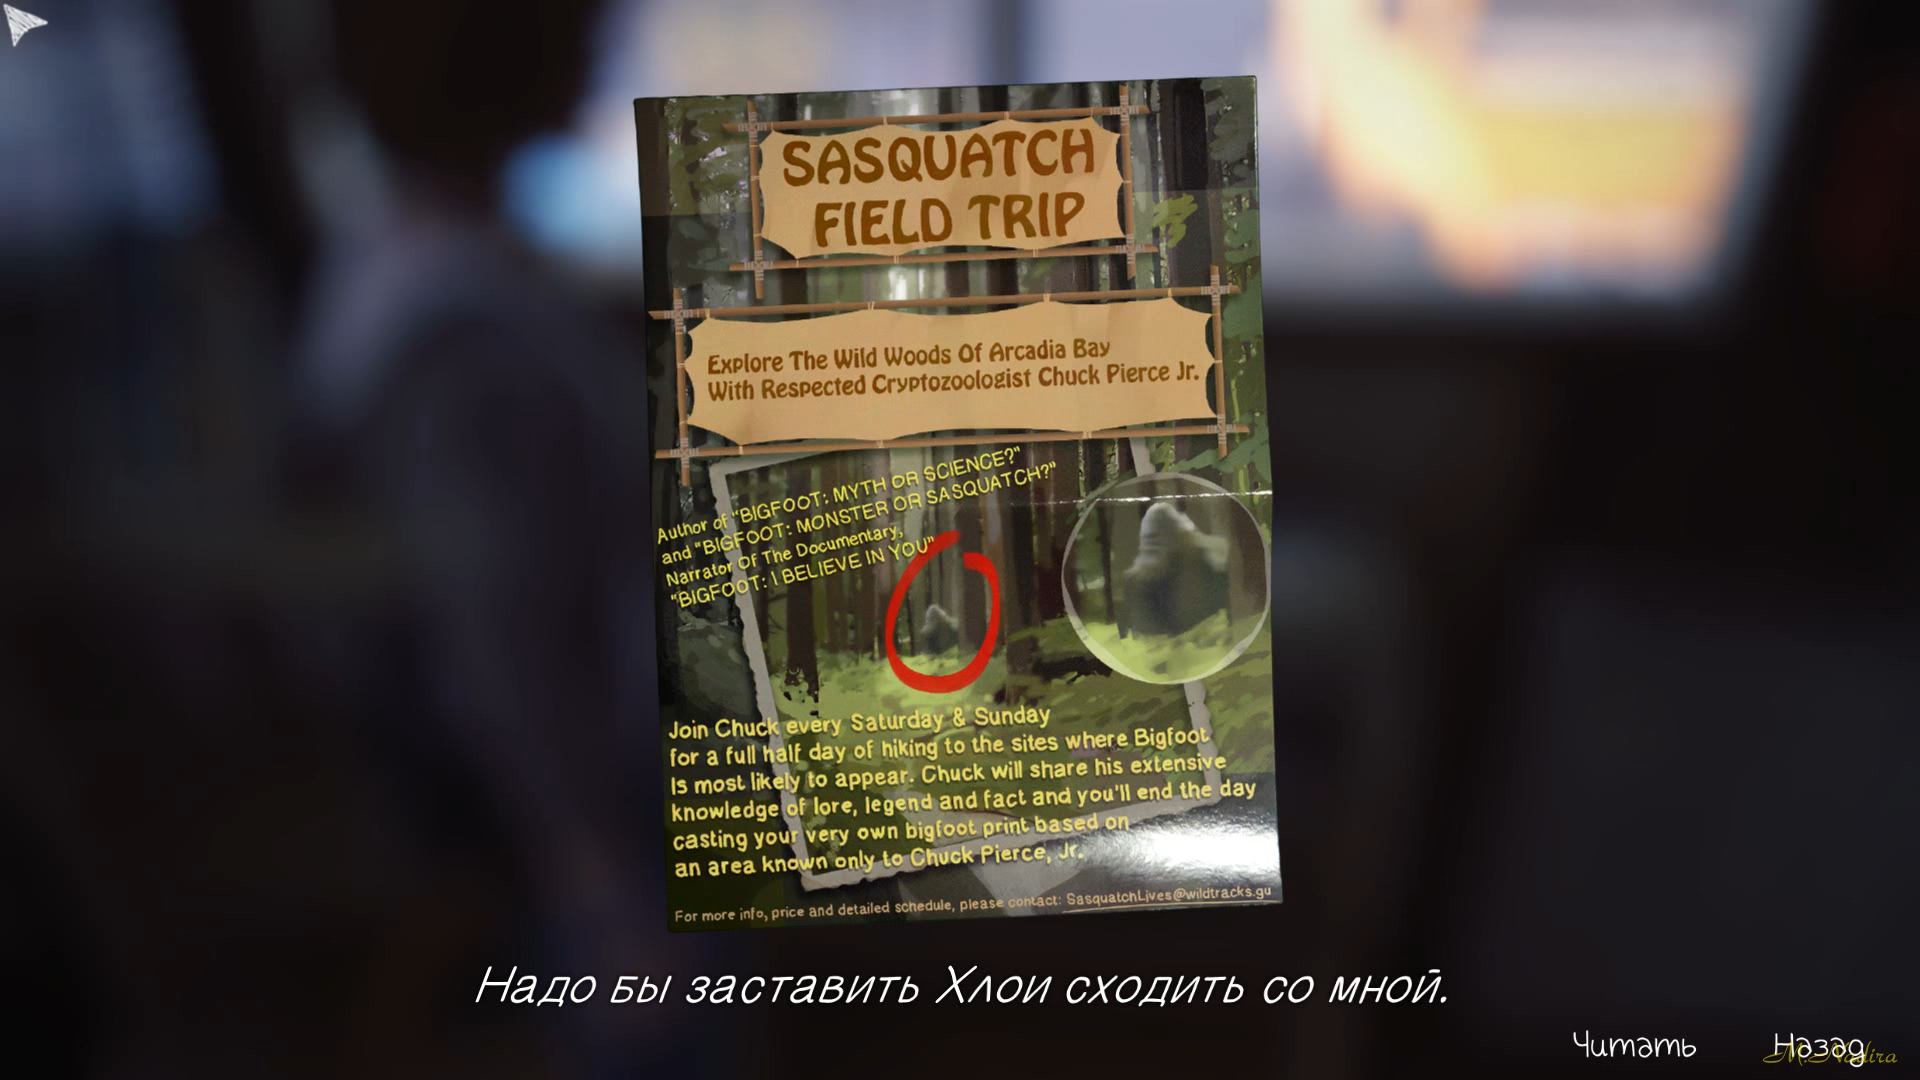 SASQUATCH
FIELD TRIP
Explore The Wild Woods Of Arcadia Bay
With Respected Cryptozoologist Chuck Pierce Jr.
Author of "BIGFOOT: MYTH OR SCIENCE?"
and "BIGFOOT: MONSTER OR SASQUATCH?"
Narrator Of The Documentary,
"BIGFOOT: I BELIEVE IN YOU"
Join Chuck every Saturday & Sunday
for a full half day of hiking to the sites where Bigfoot
Is most likely to appear. Chuck will share his extensive
knowledge of lore, legend and fact and you'll end the day
casting your very own bigfoot print based on
an area known only to Chuck Pierce, Jr.
For more info, price and detailed schedule, please contact: SasquatchLives@wildtracks.gu
Надо бы заставить Хлои сходить со мной.
Читать Назад
M.Nadira